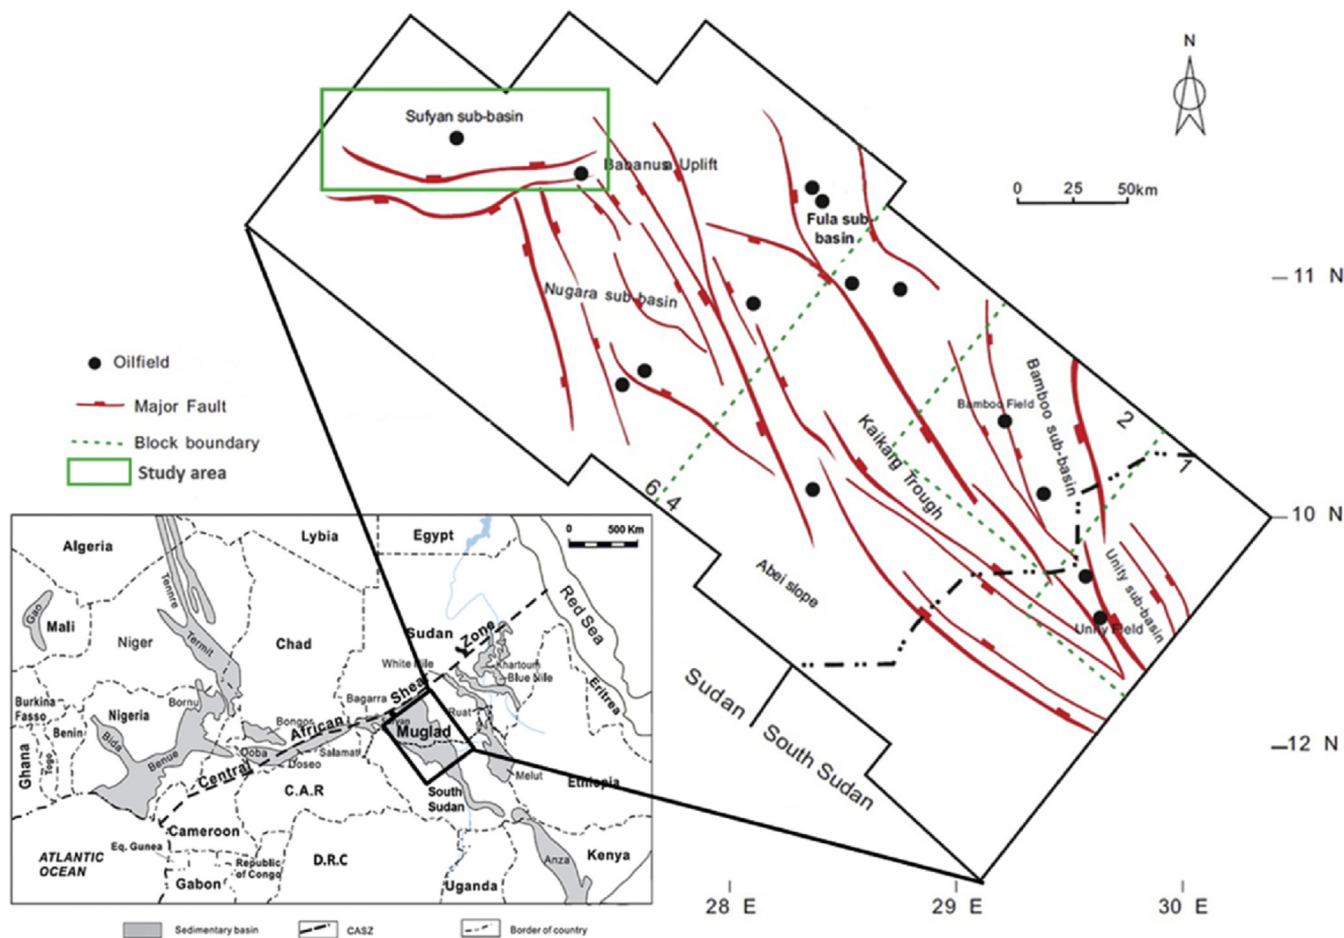 N
Sufyan sub-basin
Babanusa Uplift
0 25 50km
Fula sub-
basin
11 N
Nugara sub-basin
Oilfield
Major Fault
Block boundary
Study area
Bamboo Field
Bamboo sub-basin
2
1
Kaikang Trough
6
4
10 N
Abei slope
Unity sub-basin
Unity Field
Sudan
South Sudan
12 N
28 E
29 E
30 E
0 500 Km
Algeria
Lybia
Egypt
Red Sea
Tennre
Gao
Mali
Niger
Termit
Chad
Sudan
Zone
White Nile
Khartoum
Blue Nile
Eritrea
Shear
Bagarra
Ruat
Burkina
Fasso
Nigeria
Bornu
Bongor
African
Muglad
Benin
Bida
Benue
Doba
Doseo
Salamat
Ghana
Togo
Central
C.A.R
South
Sudan
Melut
Ethiopia
Cameroon
Eq. Gunea
Republic
of Congo
ATLANTIC
OCEAN
Gabon
D.R.C
Uganda
Anza
Kenya
Sedimentary basin
CASZ
Border of country